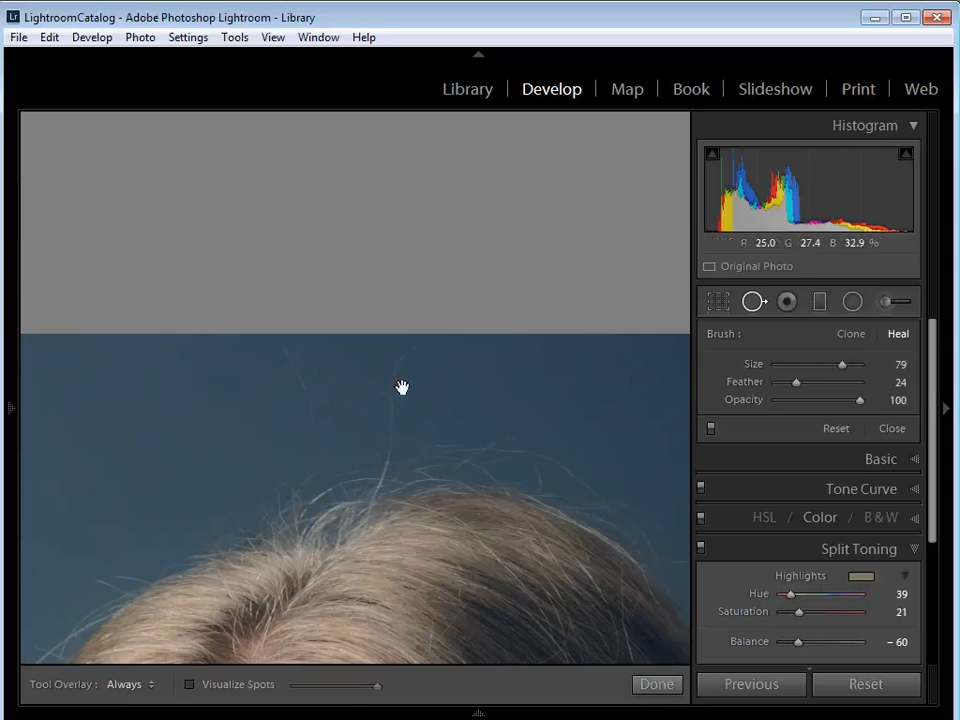 LightroomCatalog - Adobe Photoshop Lightroom - Library
File Edit Develop Photo Settings Tools View Window Help
Library Develop Map Book Slideshow Print Web
Histogram
R 25.0 G 27.4 B 32.9 %
Original Photo
Brush : Clone Heal
Size 79
Feather 24
Opacity 100
Reset Close
Basic
Tone Curve
HSL / Color / B & W
Split Toning
Highlights
Hue 39
Saturation 21
Balance - 60
Tool Overlay : Always Visualize Spots Done Previous Reset